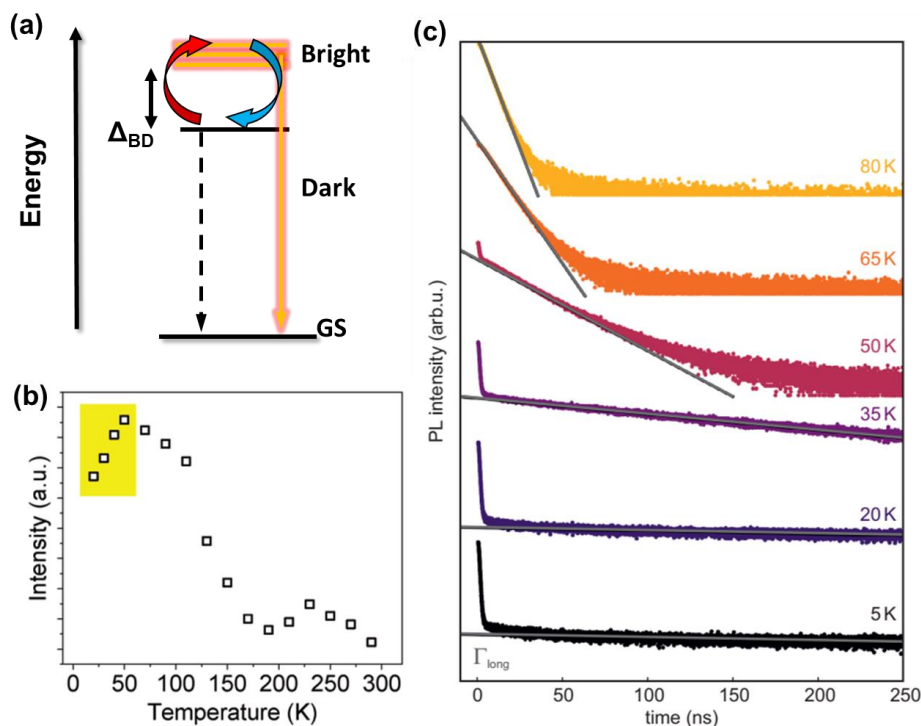 (a)
Energy
Bright
Δ_BD
Dark
GS
(b)
Intensity (a.u.)
0 50 100 150 200 250 300
Temperature (K)
(c)
PL intensity (arb.u.)
80 K
65 K
50 K
35 K
20 K
5 K
Γ_long
0 50 100 150 200 250
time (ns)